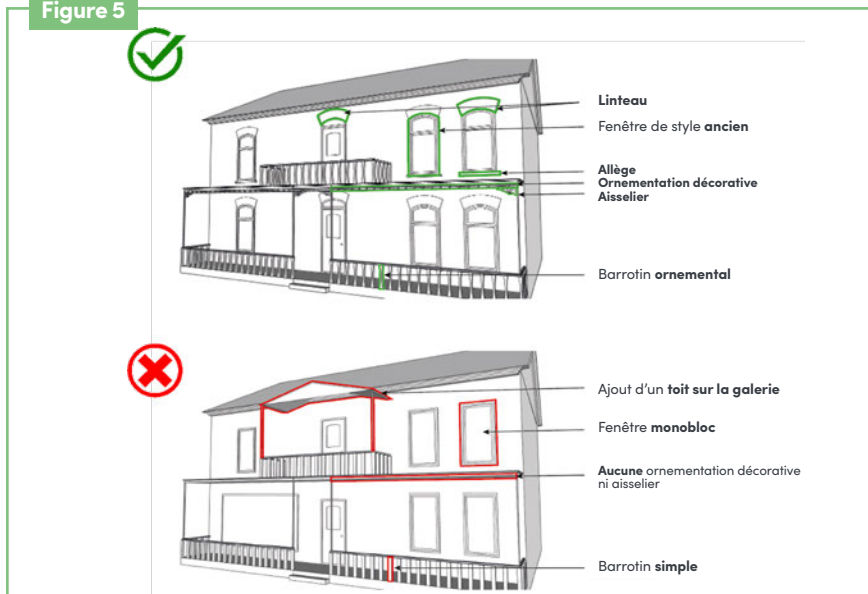 Figure 5
Linteau
Fenêtre de style ancien
Allège
Ornementation décorative
Aisselier
Barrotin ornemental
Ajout d'un toit sur la galerie
Fenêtre monobloc
Aucune ornementation décorative
ni aisselier
Barrotin simple